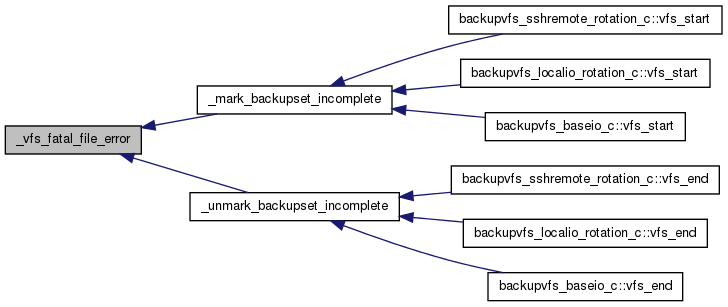 backupvfs_sshremote_rotation_c::vfs_start
backupvfs_localio_rotation_c::vfs_start
_mark_backupset_incomplete
backupvfs_baseio_c::vfs_start
_vfs_fatal_file_error
backupvfs_sshremote_rotation_c::vfs_end
_unmark_backupset_incomplete
backupvfs_localio_rotation_c::vfs_end
backupvfs_baseio_c::vfs_end